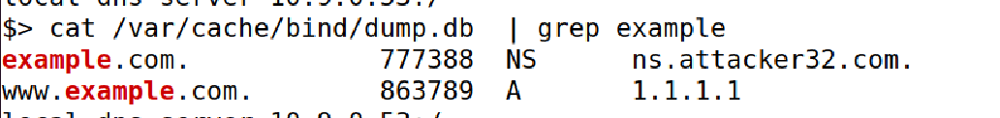 local dns server 10.9.0.53:/
$> cat /var/cache/bind/dump.db  | grep example
example.com.            777388  NS      ns.attacker32.com.
www.example.com.        863789  A       1.1.1.1
local dns server 10.9.0.53:/